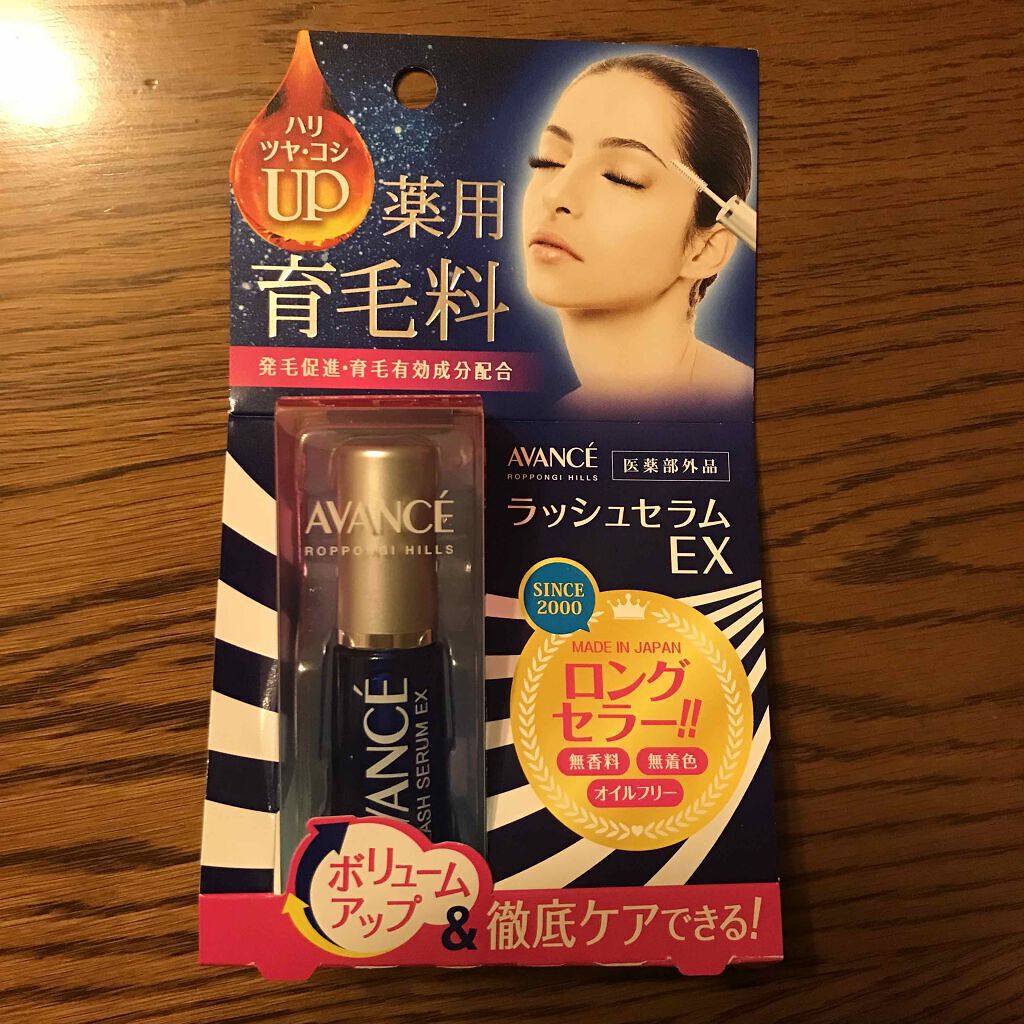 ハリ
ツヤ・コシ
UP
薬用
育毛料
発毛促進・育毛有効成分配合
AVANCÉ
ROPPONGI HILLS
医薬部外品
ラッシュセラム
EX
AVANCÉ
ROPPONGI HILLS
SINCE
2000
MADE IN JAPAN
ロング
セラー!!
無香料
無着色
オイルフリー
VANCÉ
ASH SERUM EX
ボリューム
アップ
&徹底ケアできる!